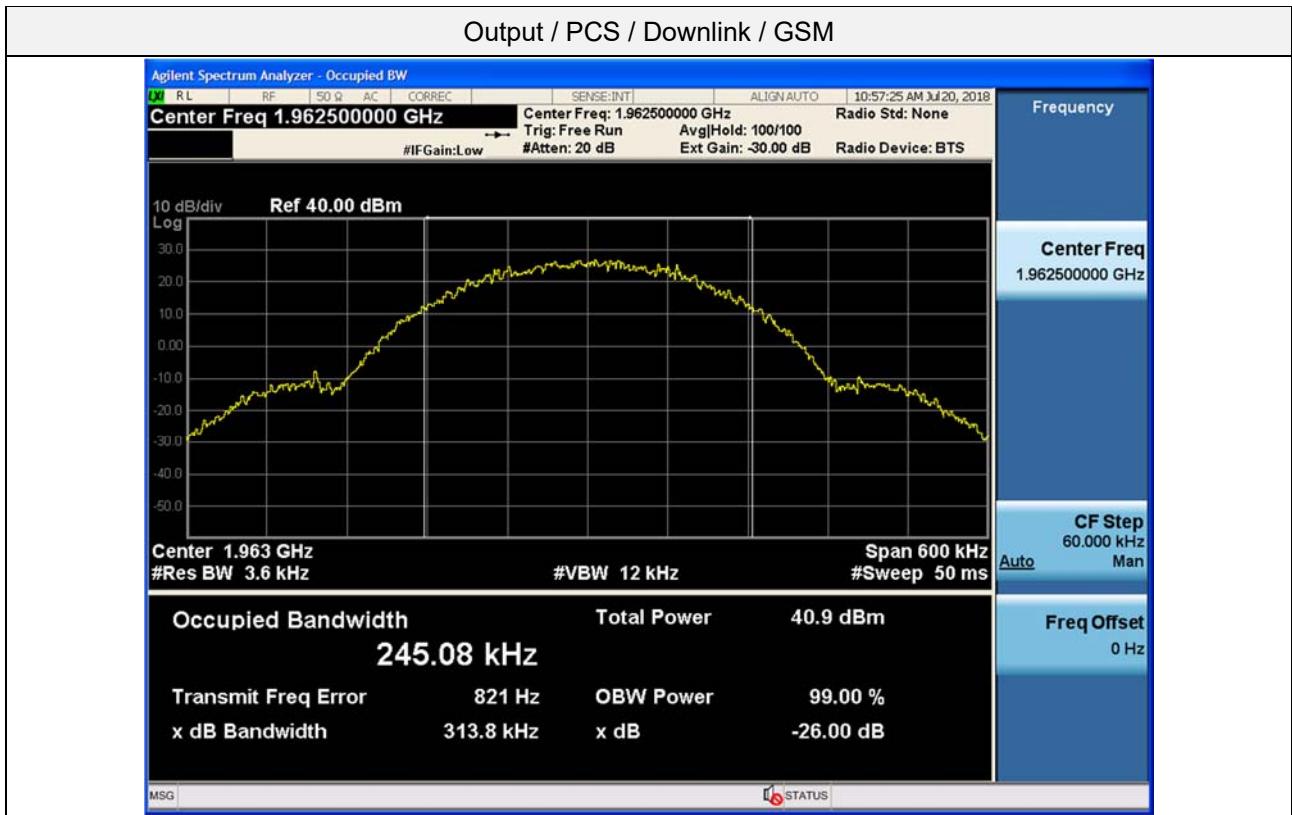 Output / PCS / Downlink / GSM
Agilent Spectrum Analyzer - Occupied BW
LXI RL RF 50 Ω AC CORREC SENSE:INT ALIGN AUTO 10:57:25 AM Jul 20, 2018
Center Freq 1.962500000 GHz
Center Freq: 1.962500000 GHz Radio Std: None
Trig: Free Run Avg|Hold: 100/100
#IFGain:Low #Atten: 20 dB Ext Gain: -30.00 dB Radio Device: BTS
10 dB/div Ref 40.00 dBm
Log
30.0
20.0
10.0
0.00
-10.0
-20.0
-30.0
-40.0
-50.0
Center 1.963 GHz Span 600 kHz
#Res BW 3.6 kHz #VBW 12 kHz #Sweep 50 ms
Occupied Bandwidth Total Power 40.9 dBm
245.08 kHz
Transmit Freq Error 821 Hz OBW Power 99.00 %
x dB Bandwidth 313.8 kHz x dB -26.00 dB
MSG STATUS
Frequency
Center Freq
1.962500000 GHz
CF Step
60.000 kHz
Auto Man
Freq Offset
0 Hz